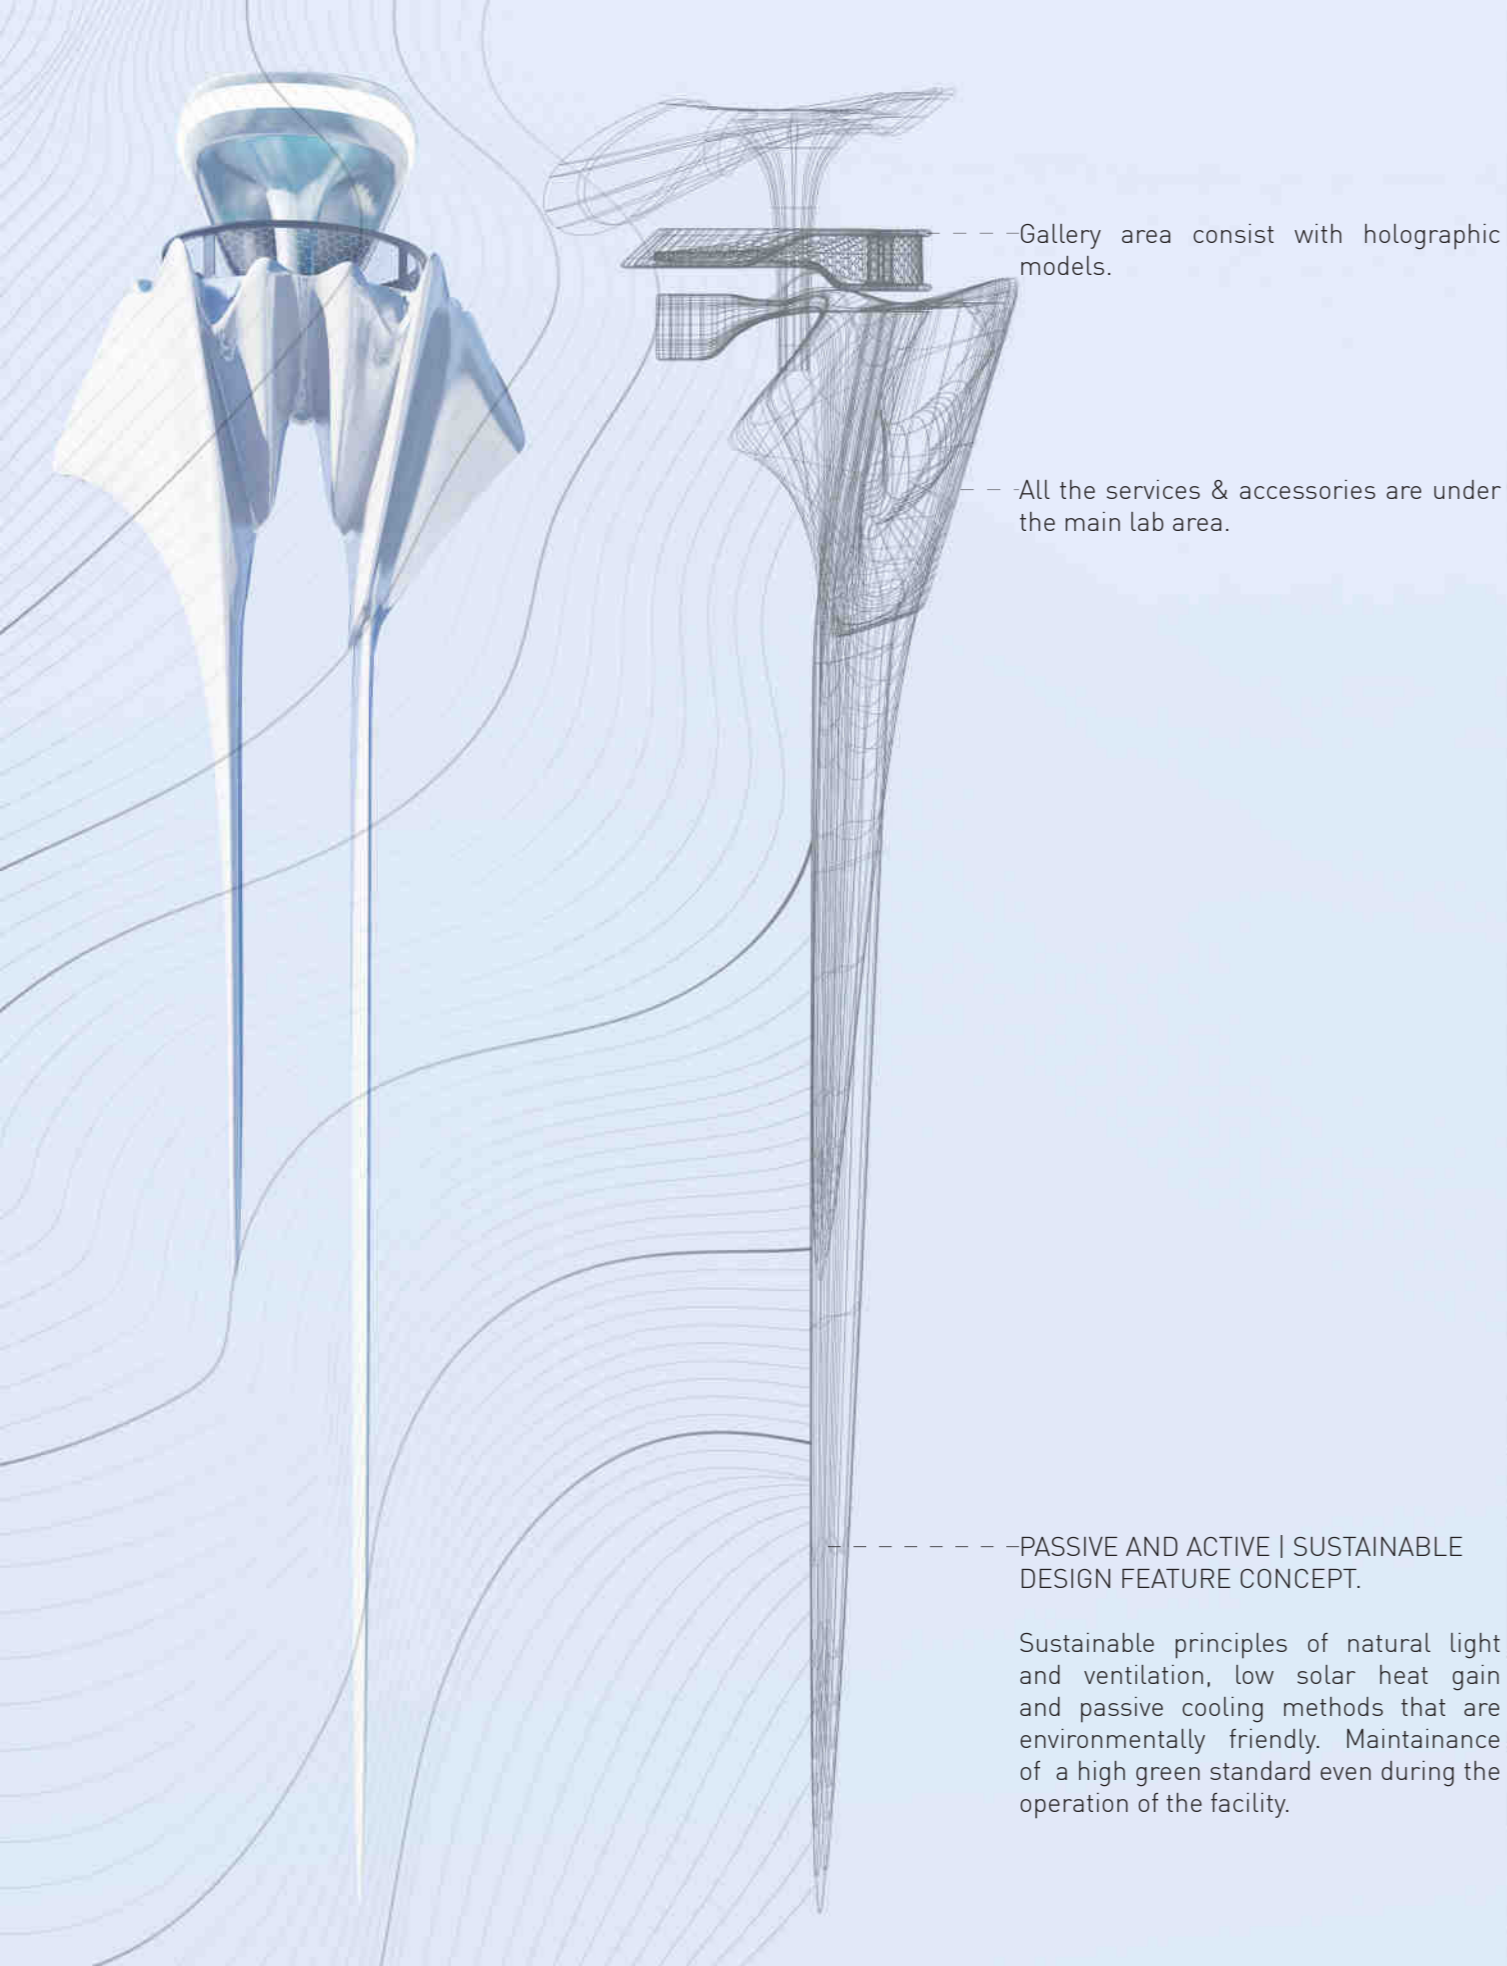 Gallery area consist with holographic
models.
All the services & accessories are under
the main lab area.
PASSIVE AND ACTIVE | SUSTAINABLE
DESIGN FEATURE CONCEPT.
Sustainable principles of natural light
and ventilation, low solar heat gain
and passive cooling methods that are
environmentally friendly. Maintainance
of a high green standard even during the
operation of the facility.